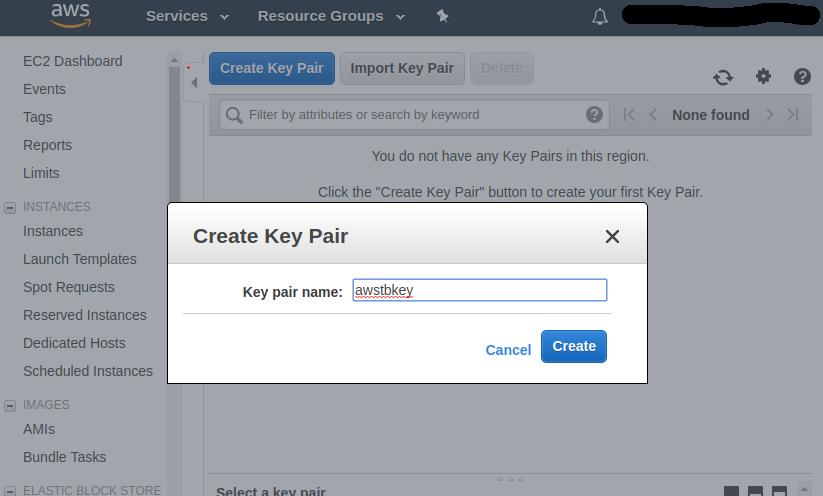 aws Services Resource Groups
EC2 Dashboard
Events
Tags
Reports
Limits
INSTANCES
Instances
Launch Templates
Spot Requests
Reserved Instances
Dedicated Hosts
Scheduled Instances
IMAGES
AMIs
Bundle Tasks
ELASTIC BLOCK STORE
Create Key Pair Import Key Pair Delete
Filter by attributes or search by keyword None found
You do not have any Key Pairs in this region.
Click the "Create Key Pair" button to create your first Key Pair.
Create Key Pair
Key pair name: awstbkey
Cancel Create
Select a key pair